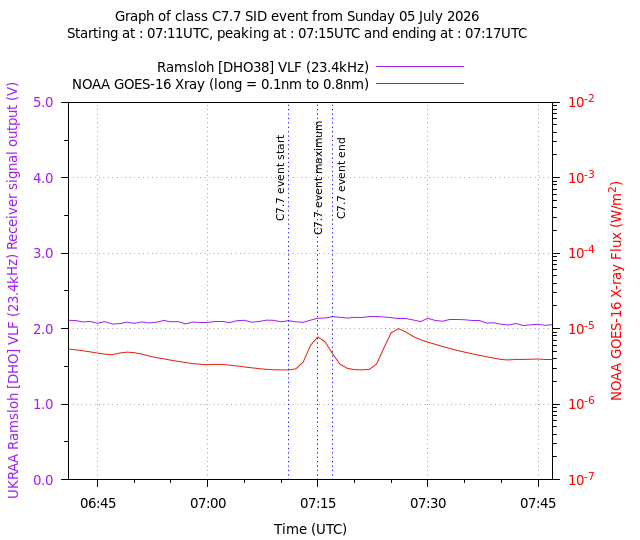 Graph of class C7.7 SID event from Sunday 05 July 2026
Starting at : 07:11UTC, peaking at : 07:15UTC and ending at : 07:17UTC
Ramsloh [DHO38] VLF (23.4kHz)
NOAA GOES-16 Xray (long = 0.1nm to 0.8nm)
UKRAA Ramsloh [DHO] VLF (23.4kHz) Receiver signal output (V)
5.0
4.0
3.0
2.0
1.0
0.0
C7.7 event start
C7.7 event maximum
C7.7 event end
10^-2
10^-3
10^-4
10^-5
10^-6
10^-7
NOAA GOES-16 X-ray Flux (W/m²)
06:45
07:00
07:15
07:30
07:45
Time (UTC)